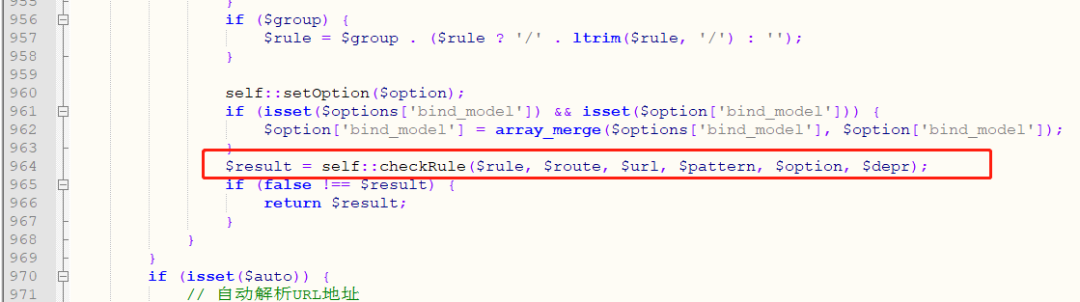 955 }
956 if ($group) {
957 $rule = $group . ($rule ? '/' . ltrim($rule, '/') : '');
958 }
959
960 self::setOption($option);
961 if (isset($options['bind_model']) && isset($option['bind_model'])) {
962 $option['bind_model'] = array_merge($options['bind_model'], $option['bind_model']);
963 }
964 $result = self::checkRule($rule, $route, $url, $pattern, $option, $depr);
965 if (false !== $result) {
966 return $result;
967 }
968 }
969 }
970 if (isset($auto)) {
971 // 自动解析URL地址